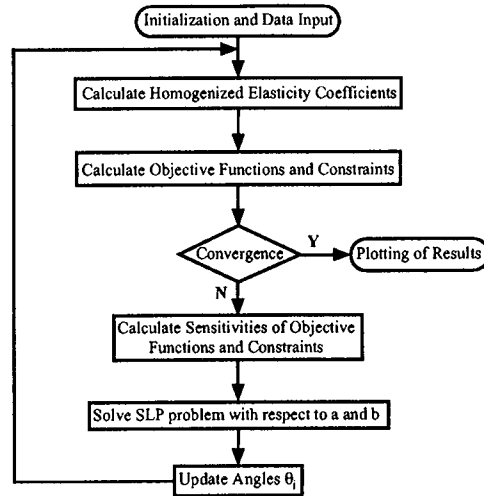 Initialization and Data Input
Calculate Homogenized Elasticity Coefficients
Calculate Objective Functions and Constraints
Convergence
Y
Plotting of Results
N
Calculate Sensitivities of Objective
Functions and Constraints
Solve SLP problem with respect to a and b
Update Angles θi